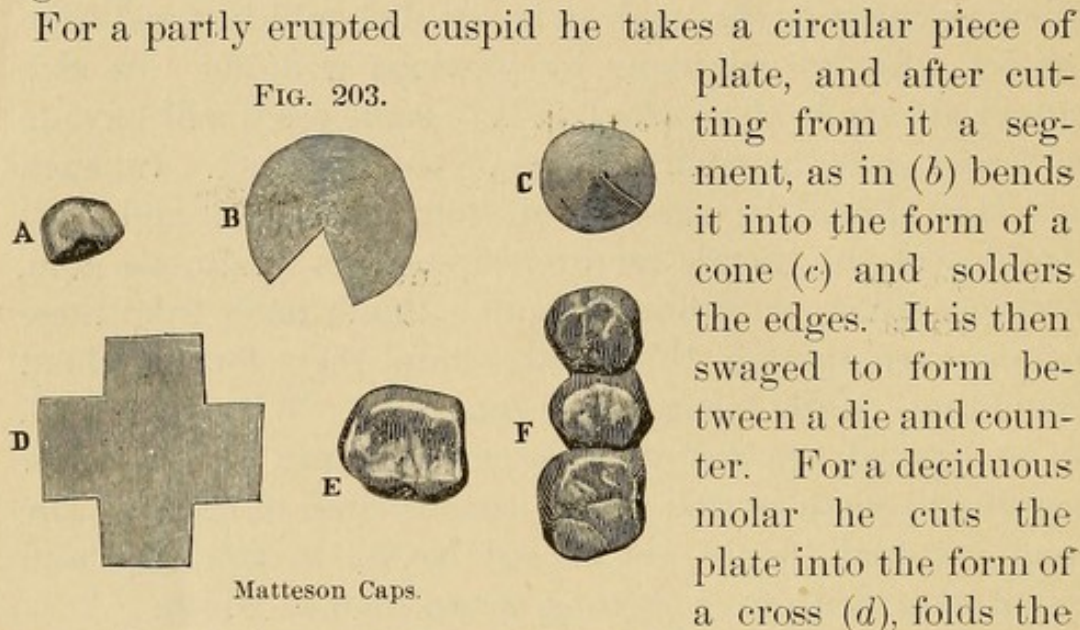 For a partly erupted cuspid he takes a circular piece of
plate, and after cut-
ting from it a seg-
ment, as in (b) bends
it into the form of a
cone (c) and solders
the edges. It is then
swaged to form be-
tween a die and coun-
ter. For a deciduous
molar he cuts the
plate into the form of
a cross (d), folds the
FIG. 203.
A
B
C
D
E
F
Matteson Caps.